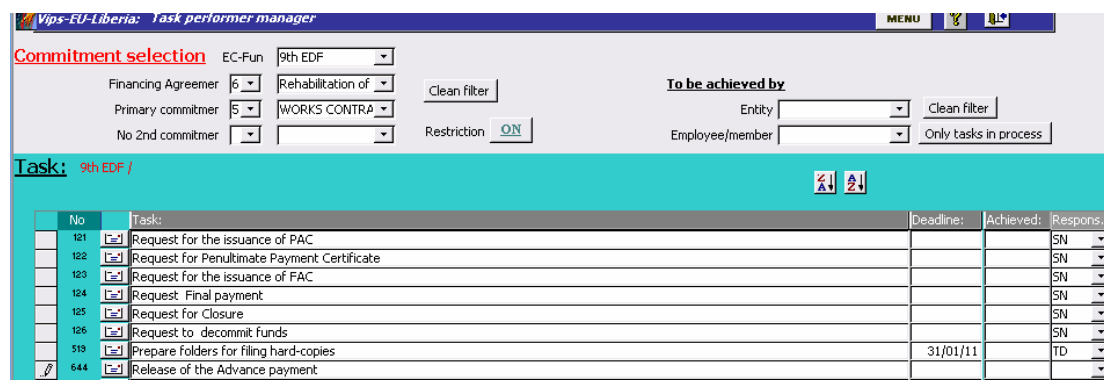 Vips-EU-Liberia: Task performer manager MENU ?
Commitment selection EC-Fun 9th EDF
Financing Agreemer 6 Rehabilitation of Clean filter To be achieved by
Primary commitmer 5 WORKS CONTRA Entity Clean filter
No 2nd commitmer Restriction ON Employee/member Only tasks in process
Task: 9th EDF /
Z A A Z
No Task: Deadline: Achieved: Respons.
121 Request for the issuance of PAC SN
122 Request for Penultimate Payment Certificate SN
123 Request for the issuance of FAC SN
124 Request Final payment SN
125 Request for Closure SN
126 Request to decommit funds SN
519 Prepare folders for filing hard-copies 31/01/11 TD
644 Release of the Advance payment